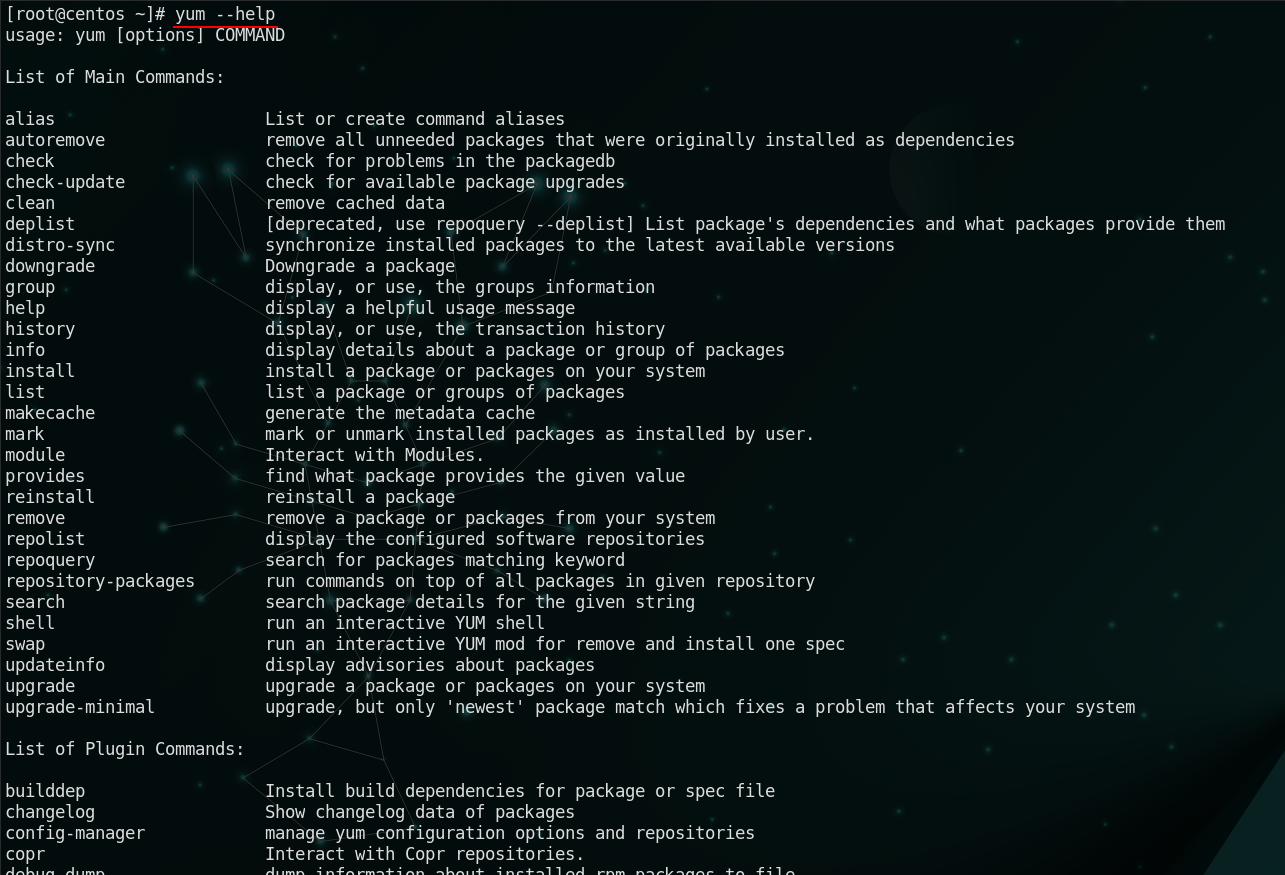 [root@centos ~]# yum --help
usage: yum [options] COMMAND
List of Main Commands:
alias                     List or create command aliases
autoremove                remove all unneeded packages that were originally installed as dependencies
check                     check for problems in the packagedb
check-update              check for available package upgrades
clean                     remove cached data
deplist                   [deprecated, use repoquery --deplist] List package's dependencies and what packages provide them
distro-sync               synchronize installed packages to the latest available versions
downgrade                 Downgrade a package
group                     display, or use, the groups information
help                      display a helpful usage message
history                   display, or use, the transaction history
info                      display details about a package or group of packages
install                   install a package or packages on your system
list                      list a package or groups of packages
makecache                 generate the metadata cache
mark                      mark or unmark installed packages as installed by user.
module                    Interact with Modules.
provides                  find what package provides the given value
reinstall                 reinstall a package
remove                    remove a package or packages from your system
repolist                  display the configured software repositories
repoquery                 search for packages matching keyword
repository-packages       run commands on top of all packages in given repository
search                    search package details for the given string
shell                     run an interactive YUM shell
swap                      run an interactive YUM mod for remove and install one spec
updateinfo                display advisories about packages
upgrade                   upgrade a package or packages on your system
upgrade-minimal           upgrade, but only 'newest' package match which fixes a problem that affects your system
List of Plugin Commands:
builddep                  Install build dependencies for package or spec file
changelog                 Show changelog data of packages
config-manager            manage yum configuration options and repositories
copr                      Interact with Copr repositories.
debug-dump                dump information about installed rpm packages to file